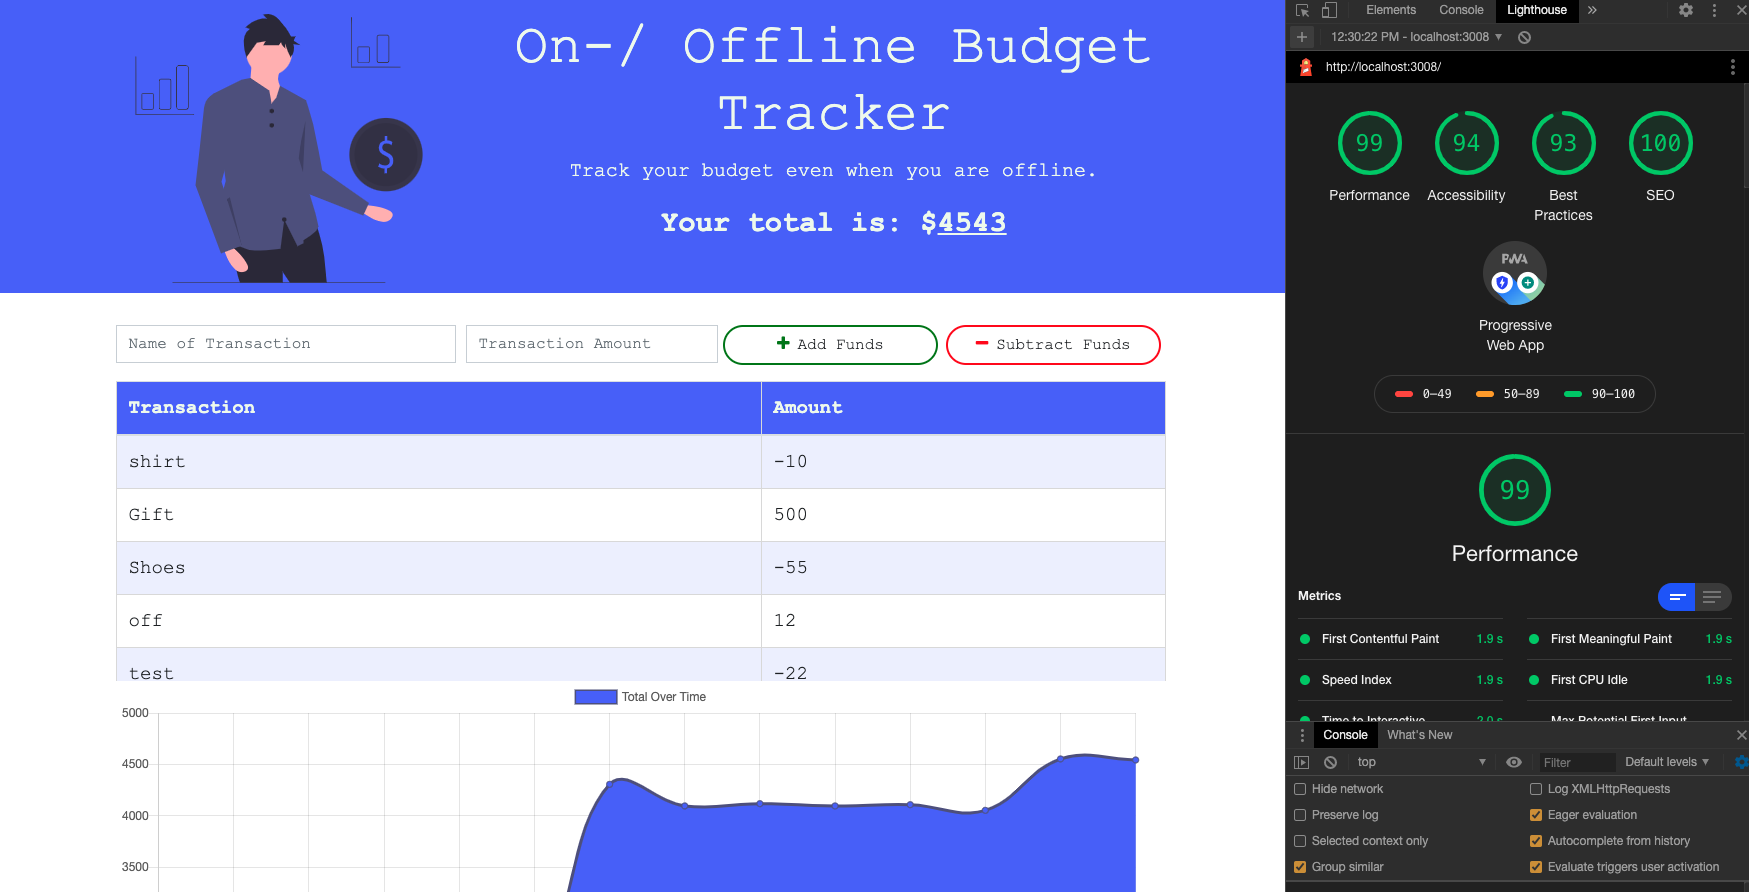 On-/ Offline Budget
Tracker
Track your budget even when you are offline.
Your total is: $4543
$
Name of Transaction
Transaction Amount
Add Funds
Subtract Funds
Transaction Amount
shirt -10
Gift 500
Shoes -55
off 12
test -22
Total Over Time
5000
4500
4000
3500
Elements Console Lighthouse »
12:30:22 PM - localhost:3008
http://localhost:3008/
99 94 93 100
Performance Accessibility Best SEO
Practices
PWA
Progressive
Web App
0–49 50–89 90–100
99
Performance
Metrics
First Contentful Paint 1.9 s First Meaningful Paint 1.9 s
Speed Index 1.9 s First CPU Idle 1.9 s
Time to Interactive 2.0 s Max Potential First Input
Console What's New
top Filter Default levels
Hide network Log XMLHttpRequests
Preserve log Eager evaluation
Selected context only Autocomplete from history
Group similar Evaluate triggers user activation